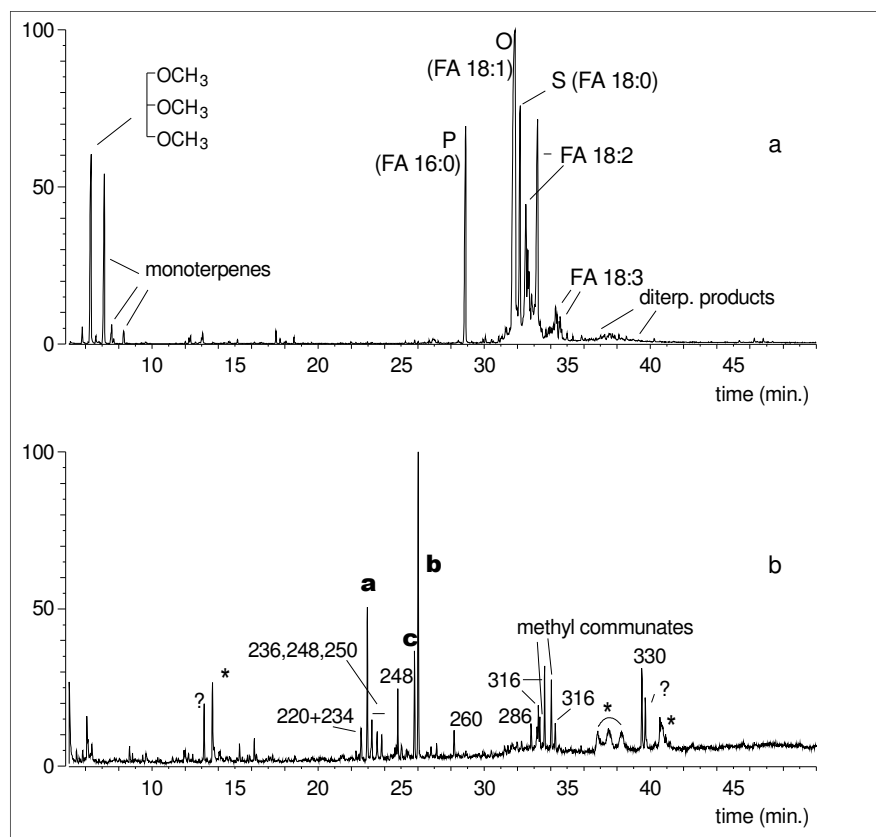 100
O
(FA 18:1)
OCH3
OCH3
OCH3
S (FA 18:0)
P
(FA 16:0)
a
FA 18:2
50
monoterpenes
FA 18:3
diterp. products
0
10 15 20 25 30 35 40 45
time (min.)
100
b
b
a
50
c
methyl communates
236,248,250
330
*
248
316
?
?
220+234
260
286
316
*
*
0
10 15 20 25 30 35 40 45
time (min.)